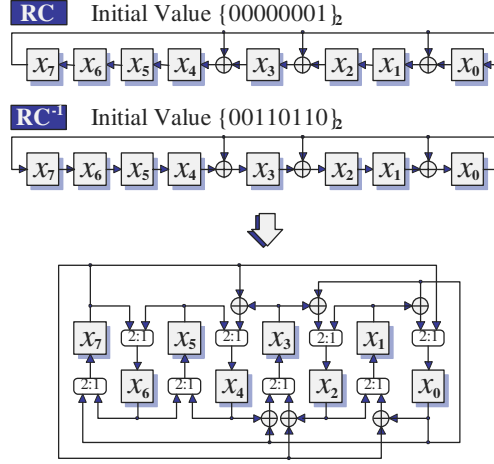 RC Initial Value {00000001}₂
x₇ x₆ x₅ x₄ x₃ x₂ x₁ x₀
RC⁻¹ Initial Value {00110110}₂
x₇ x₆ x₅ x₄ x₃ x₂ x₁ x₀
2:1 2:1 2:1 2:1
x₇ x₅ x₃ x₁
2:1 2:1 2:1 2:1
x₆ x₄ x₂ x₀